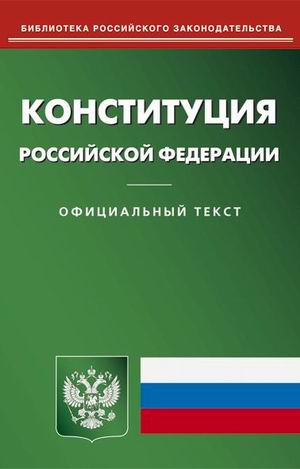 БИБЛИОТЕКА РОССИЙСКОГО ЗАКОНОДАТЕЛЬСТВА
КОНСТИТУЦИЯ
РОССИЙСКОЙ ФЕДЕРАЦИИ
ОФИЦИАЛЬНЫЙ ТЕКСТ